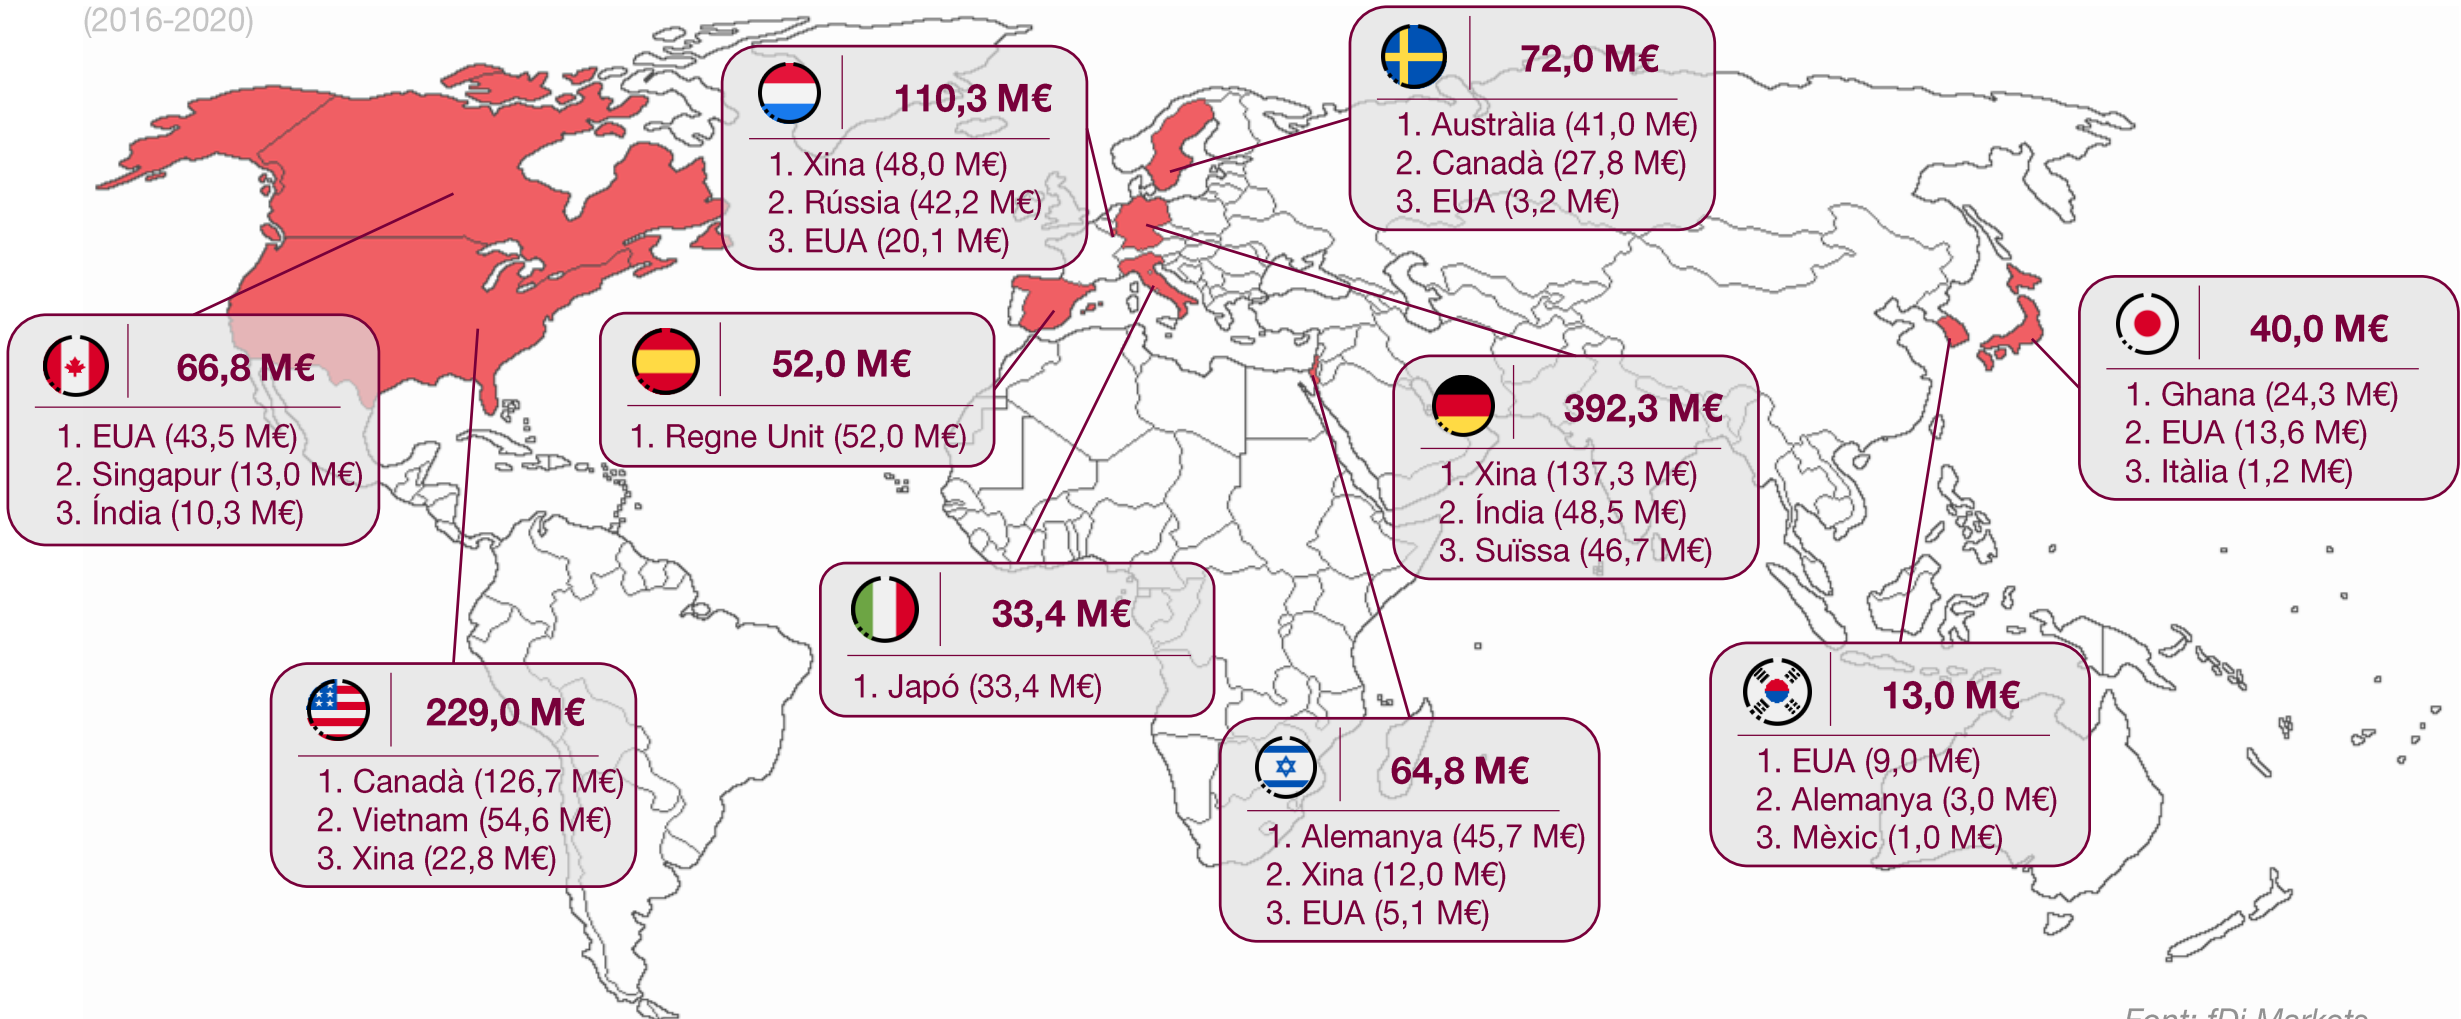 (2016-2020)
110,3 M€
1. Xina (48,0 M€)
2. Rússia (42,2 M€)
3. EUA (20,1 M€)
72,0 M€
1. Austràlia (41,0 M€)
2. Canadà (27,8 M€)
3. EUA (3,2 M€)
66,8 M€
1. EUA (43,5 M€)
2. Singapur (13,0 M€)
3. Índia (10,3 M€)
52,0 M€
1. Regne Unit (52,0 M€)
392,3 M€
1. Xina (137,3 M€)
2. Índia (48,5 M€)
3. Suïssa (46,7 M€)
40,0 M€
1. Ghana (24,3 M€)
2. EUA (13,6 M€)
3. Itàlia (1,2 M€)
229,0 M€
1. Canadà (126,7 M€)
2. Vietnam (54,6 M€)
3. Xina (22,8 M€)
33,4 M€
1. Japó (33,4 M€)
64,8 M€
1. Alemanya (45,7 M€)
2. Xina (12,0 M€)
3. EUA (5,1 M€)
13,0 M€
1. EUA (9,0 M€)
2. Alemanya (3,0 M€)
3. Mèxic (1,0 M€)
Font: fDi Markets